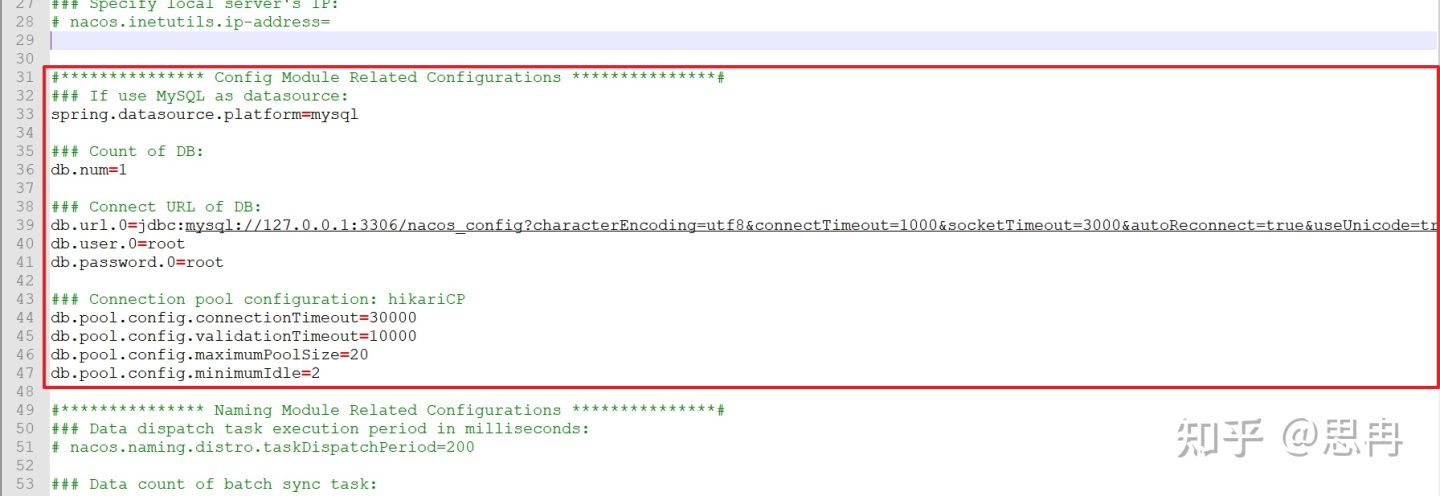 27 ### Specify local server's IP:
28 # nacos.inetutils.ip-address=
29
30
31 #*************** Config Module Related Configurations ***************#
32 ### If use MySQL as datasource:
33 spring.datasource.platform=mysql
34
35 ### Count of DB:
36 db.num=1
37
38 ### Connect URL of DB:
39 db.url.0=jdbc:mysql://127.0.0.1:3306/nacos_config?characterEncoding=utf8&connectTimeout=1000&socketTimeout=3000&autoReconnect=true&useUnicode=tr
40 db.user.0=root
41 db.password.0=root
42
43 ### Connection pool configuration: hikariCP
44 db.pool.config.connectionTimeout=30000
45 db.pool.config.validationTimeout=10000
46 db.pool.config.maximumPoolSize=20
47 db.pool.config.minimumIdle=2
48
49 #*************** Naming Module Related Configurations ***************#
50 ### Data dispatch task execution period in milliseconds:
51 # nacos.naming.distro.taskDispatchPeriod=200
52
53 ### Data count of batch sync task:
知乎 @思冉